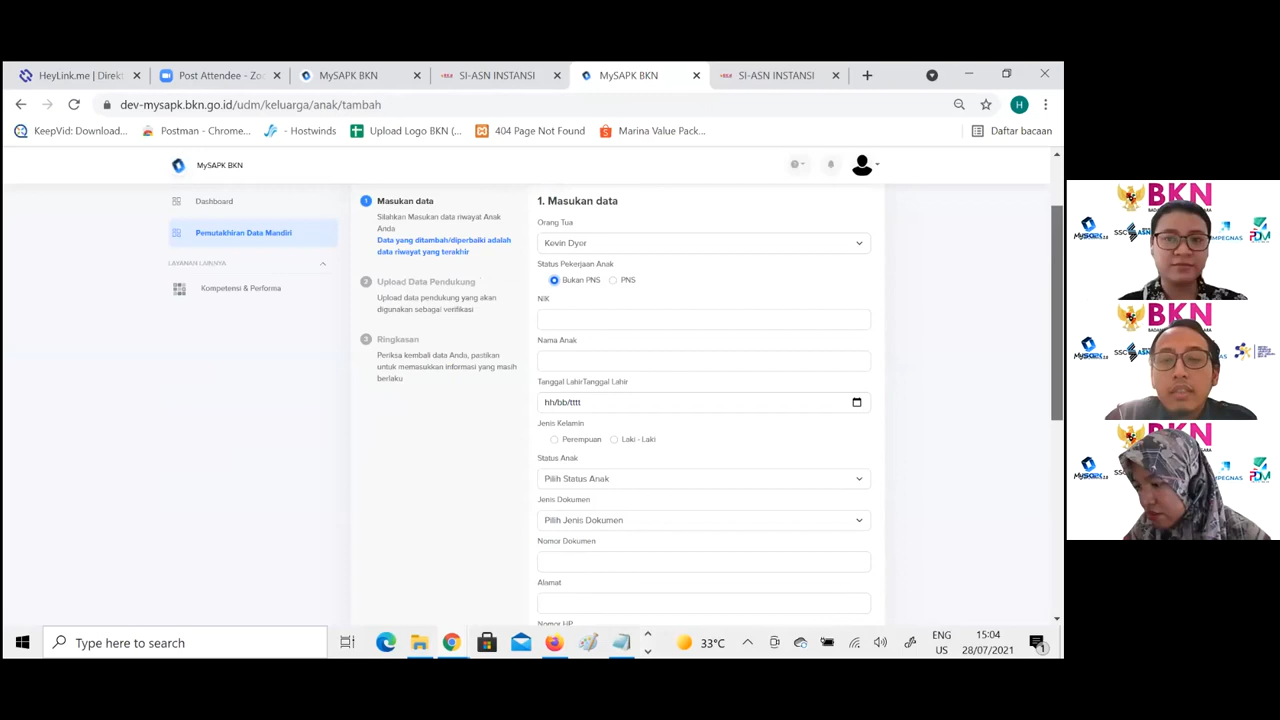 HeyLink.me | Direkt
Post Attendee - Zoo
MySAPK BKN
SI-ASN INSTANSI
MySAPK BKN
SI-ASN INSTANSI
dev-mysapk.bkn.go.id/udm/keluarga/anak/tambah
H
KeepVid: Download...
Postman - Chrome...
- Hostwinds
Upload Logo BKN (...
404 Page Not Found
Marina Value Pack...
Daftar bacaan
MySAPK BKN
Dashboard
Pemutakhiran Data Mandiri
LAYANAN LAINNYA
Kompetensi & Performa
1 Masukan data
Silahkan Masukan data riwayat Anak
Anda
Data yang ditambah/diperbaiki adalah
data riwayat yang terakhir
2 Upload Data Pendukung
Upload data pendukung yang akan
digunakan sebagai verifikasi
3 Ringkasan
Periksa kembali data Anda, pastikan
untuk memasukkan informasi yang masih
berlaku
1. Masukan data
Orang Tua
Kevin Dyor
Status Pekerjaan Anak
Bukan PNS
PNS
NIK
Nama Anak
Tanggal LahirTanggal Lahir
hh/bb/tttt
Jenis Kelamin
Perempuan
Laki - Laki
Status Anak
Pilih Status Anak
Jenis Dokumen
Pilih Jenis Dokumen
Nomor Dokumen
Alamat
Nomor HP
Type here to search
33°C
ENG
US
15:04
28/07/2021
1
BKN
BKN
BKN